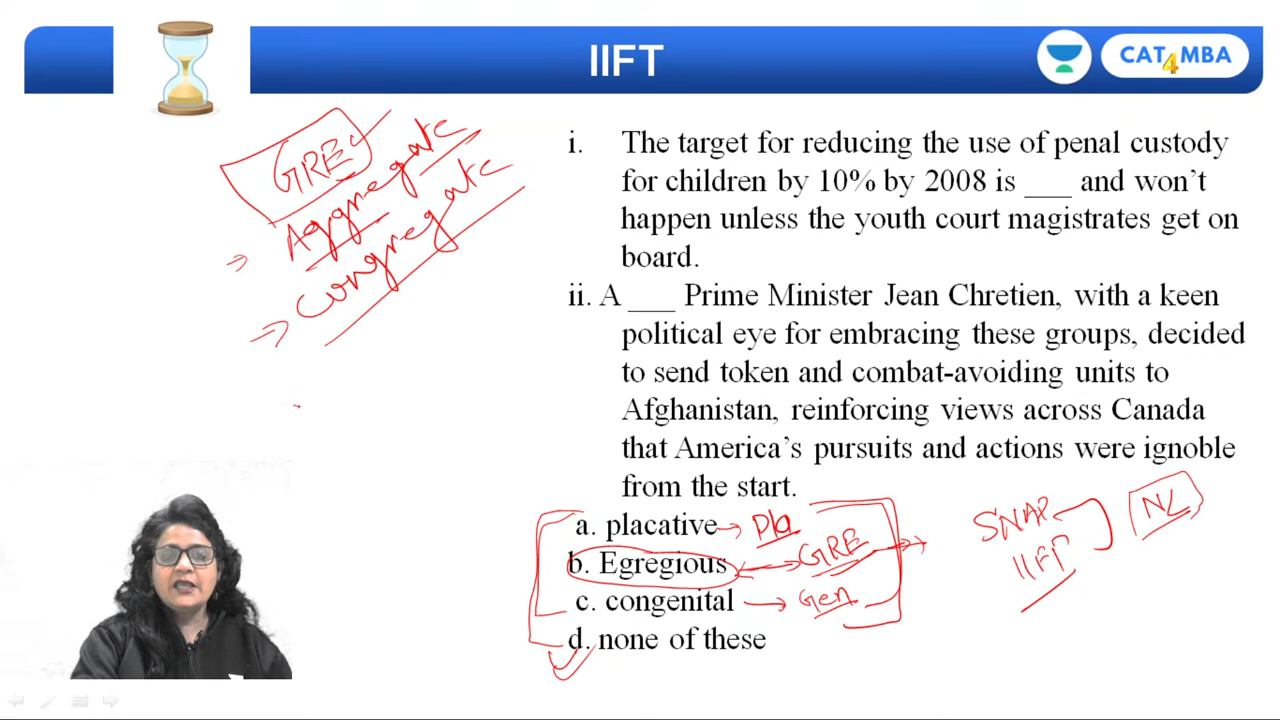 IIFT
CAT4MBA
GRE
Aggregate
Congregate
i. The target for reducing the use of penal custody
for children by 10% by 2008 is ___ and won't
happen unless the youth court magistrates get on
board.
ii. A ___ Prime Minister Jean Chretien, with a keen
political eye for embracing these groups, decided
to send token and combat-avoiding units to
Afghanistan, reinforcing views across Canada
that America's pursuits and actions were ignoble
from the start.
a. placative → Pla
b. Egregious → GRE
c. congenital → Gen
d. none of these
SNAP
IIFT
NL